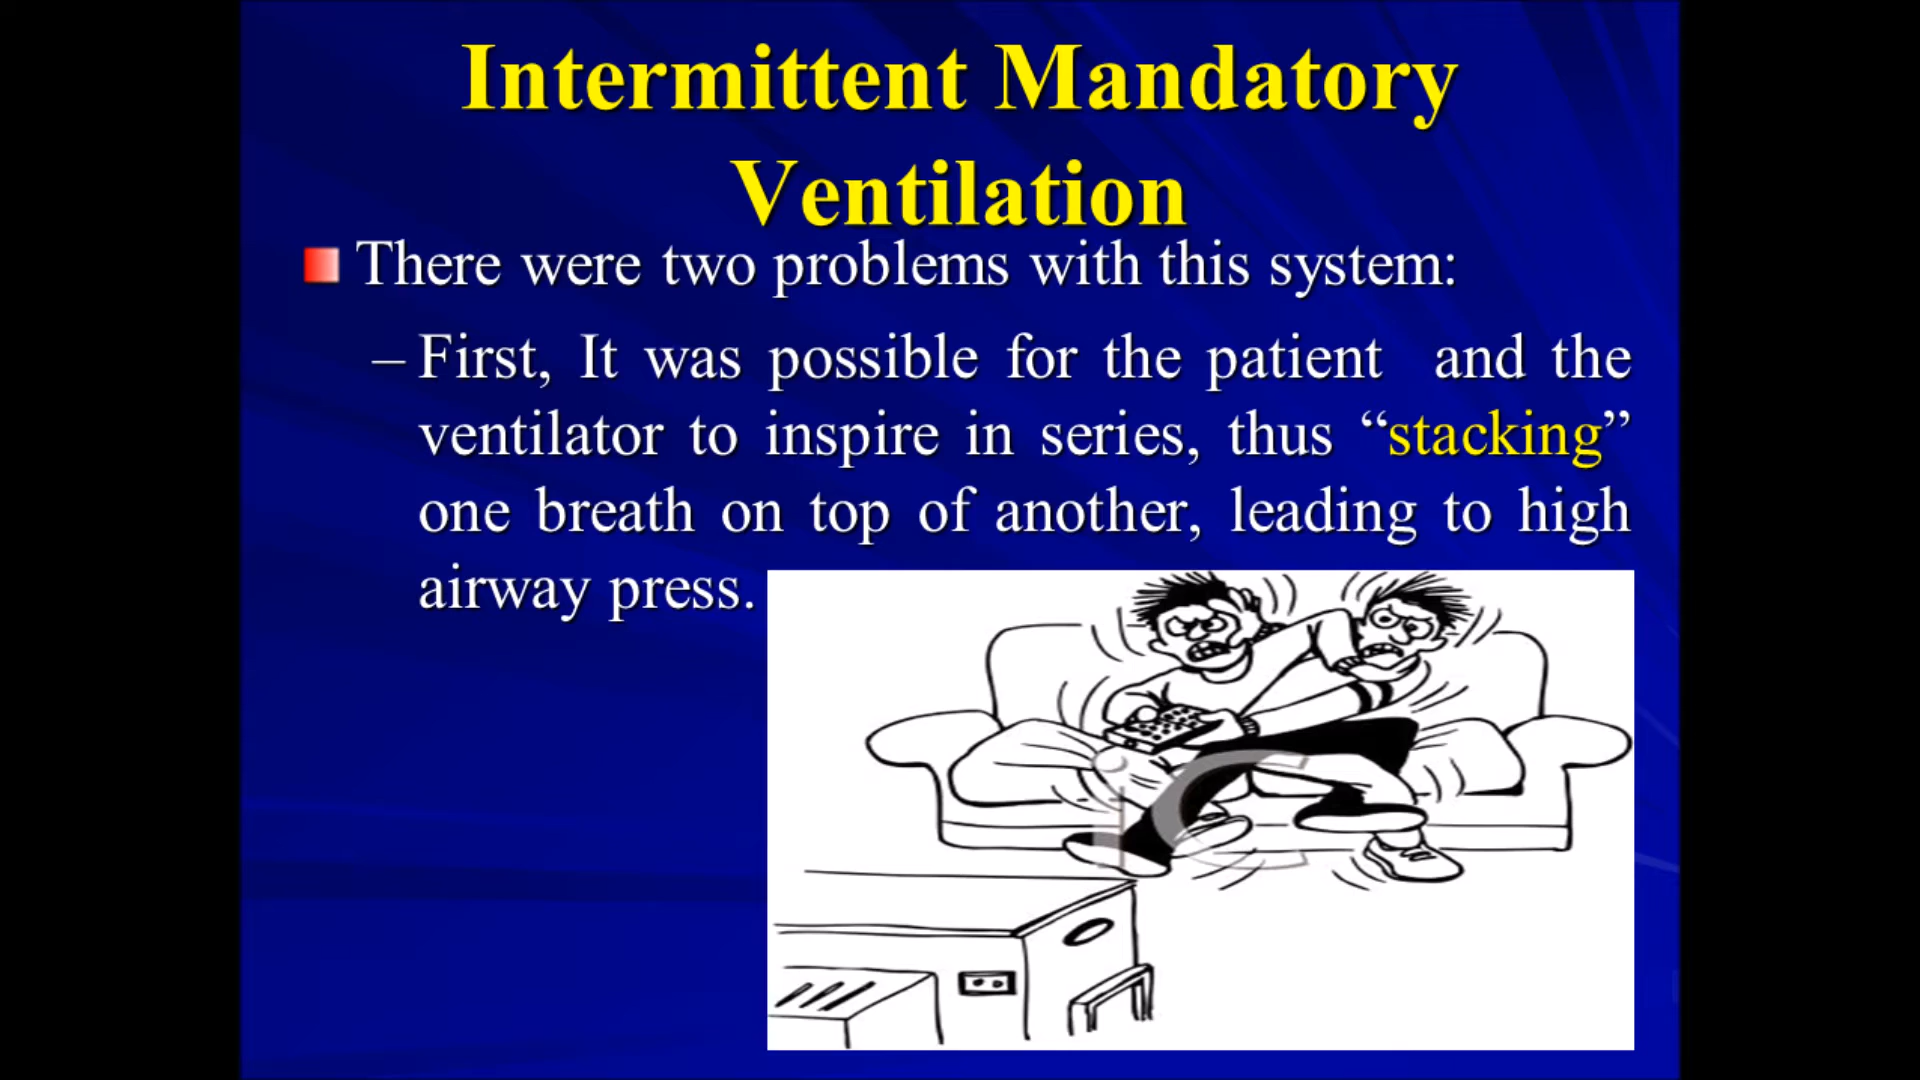 Intermittent Mandatory
Ventilation
There were two problems with this system:
– First, It was possible for the patient and the
ventilator to inspire in series, thus “stacking”
one breath on top of another, leading to high
airway press.